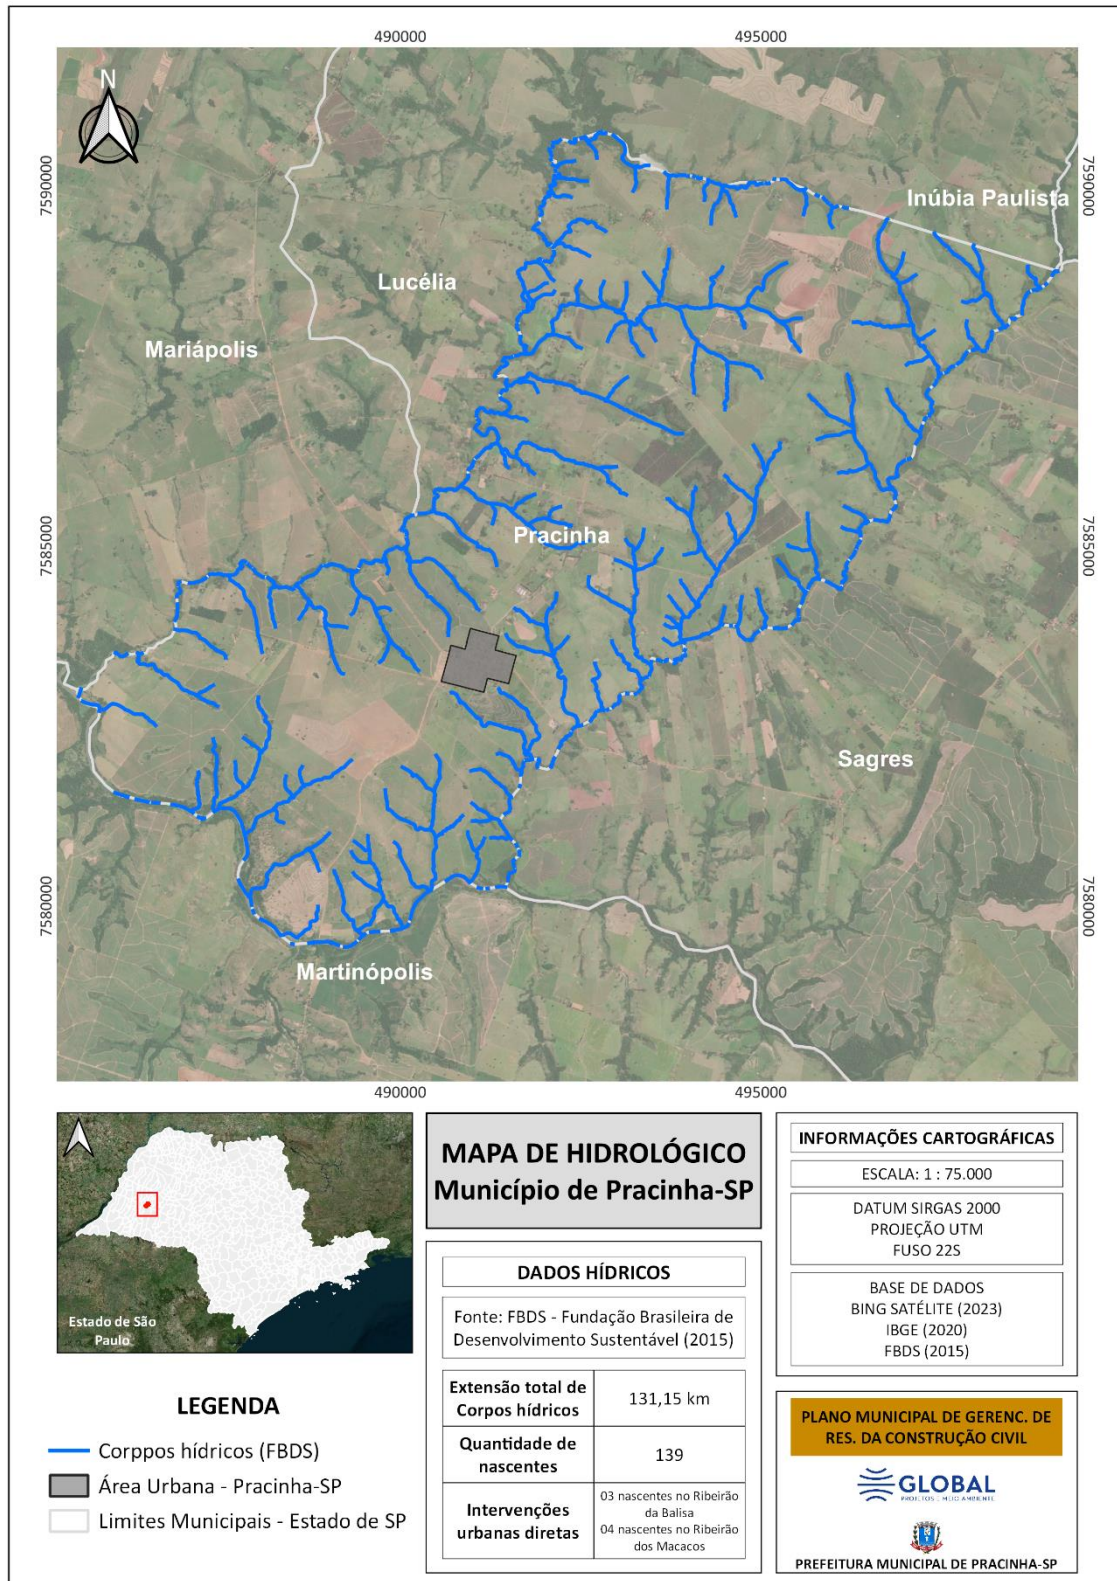 490000
495000
N
7590000
7590000
Inúbia Paulista
Lucélia
Mariápolis
Pracinha
7585000
7585000
Sagres
7580000
7580000
Martinópolis
490000
495000
Estado de São
Paulo
LEGENDA
Corppos hídricos (FBDS)
Área Urbana - Pracinha-SP
Limites Municipais - Estado de SP
MAPA DE HIDROLÓGICO
Município de Pracinha-SP
DADOS HÍDRICOS
Fonte: FBDS - Fundação Brasileira de
Desenvolvimento Sustentável (2015)
Extensão total de
Corpos hídricos
131,15 km
Quantidade de
nascentes
139
Intervenções
urbanas diretas
03 nascentes no Ribeirão
da Balisa
04 nascentes no Ribeirão
dos Macacos
INFORMAÇÕES CARTOGRÁFICAS
ESCALA: 1 : 75.000
DATUM SIRGAS 2000
PROJEÇÃO UTM
FUSO 22S
BASE DE DADOS
BING SATÉLITE (2023)
IBGE (2020)
FBDS (2015)
PLANO MUNICIPAL DE GERENC. DE
RES. DA CONSTRUÇÃO CIVIL
GLOBAL
PROJETOS E MEIO AMBIENTE
PREFEITURA MUNICIPAL DE PRACINHA-SP